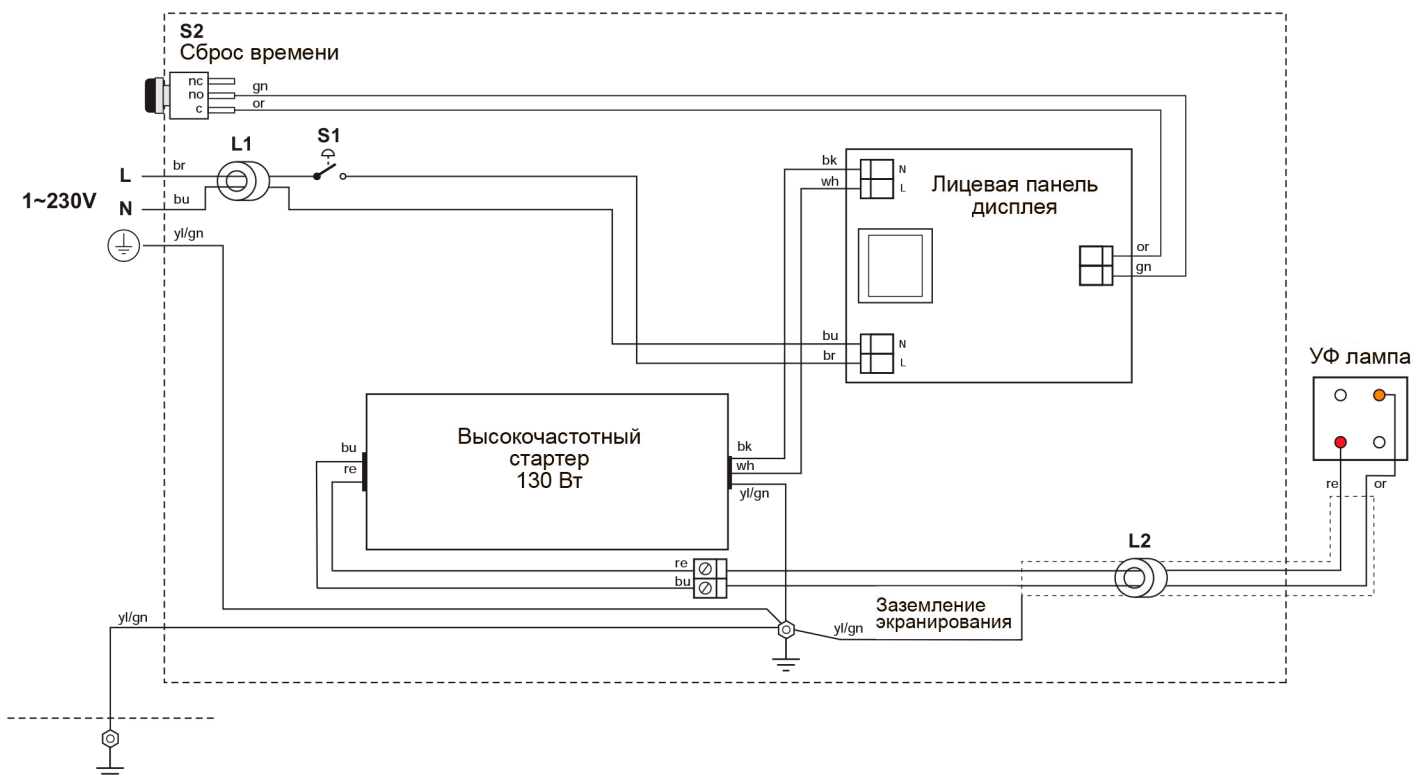 S2
Сброс времени
nc
no
c
gn
or
L1
S1
L
br
1~230V
N
bu
yl/gn
bk
N
wh
L
Лицевая панель
дисплея
or
gn
bu
N
br
L
УФ лампа
Высокочастотный
стартер
130 Вт
bu
re
bk
wh
yl/gn
re
or
L2
re
bu
Заземление
экранирования
yl/gn
yl/gn